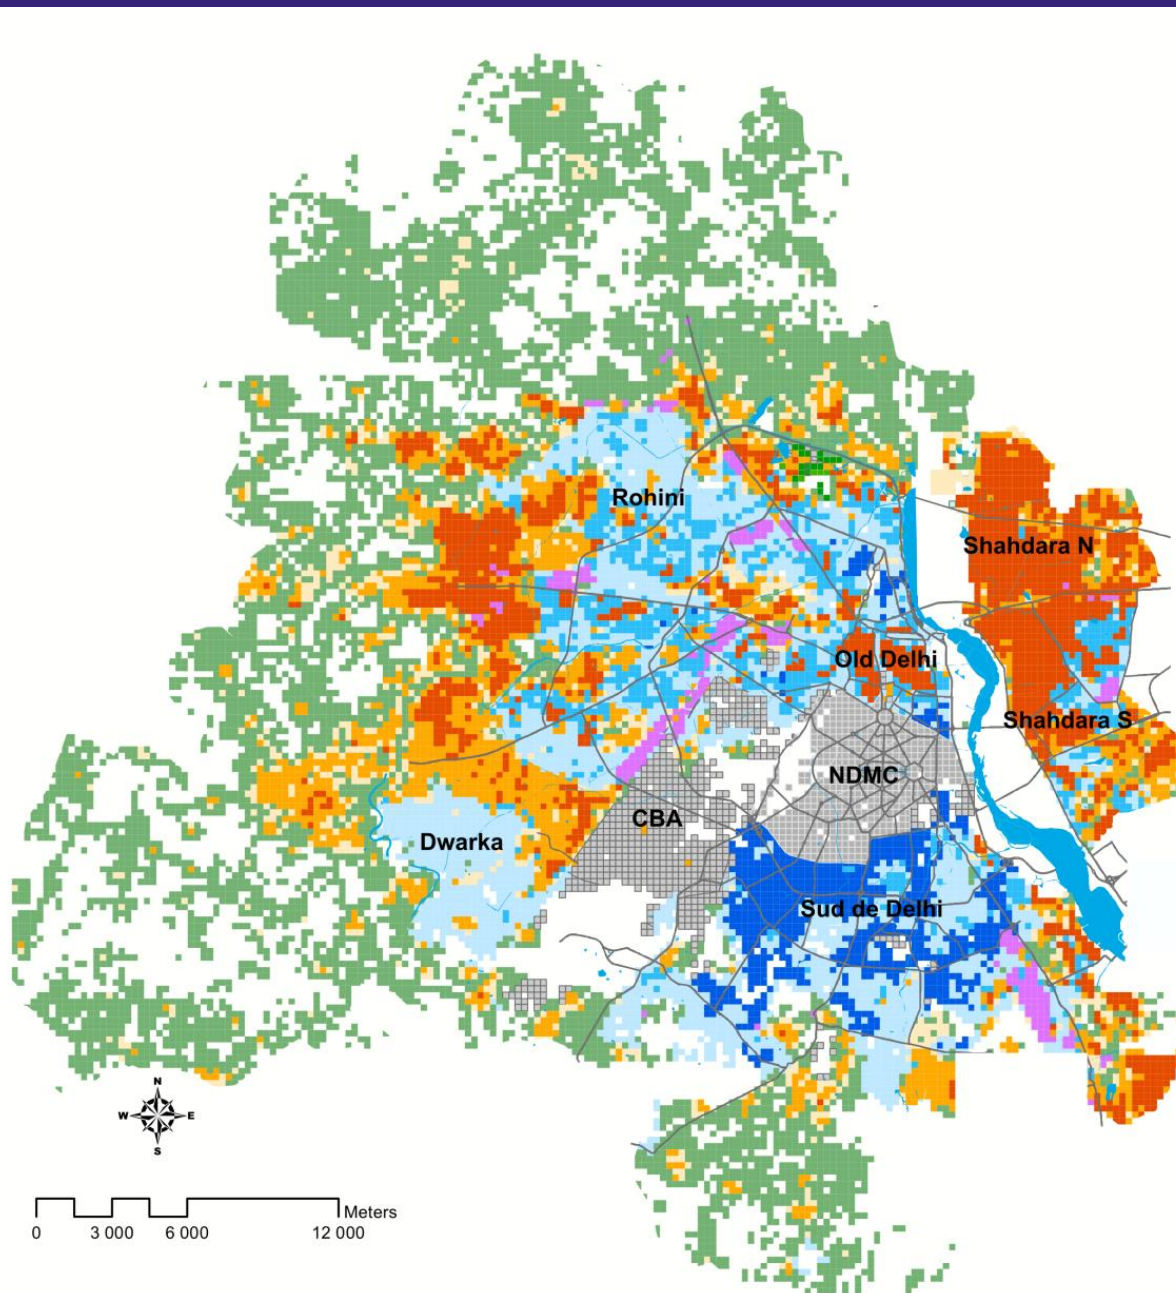 Rohini
Shahdara N
Old Delhi
Shahdara S
NDMC
CBA
Dwarka
Sud de Delhi
N
W E
S
Meters
0 3 000 6 000 12 000